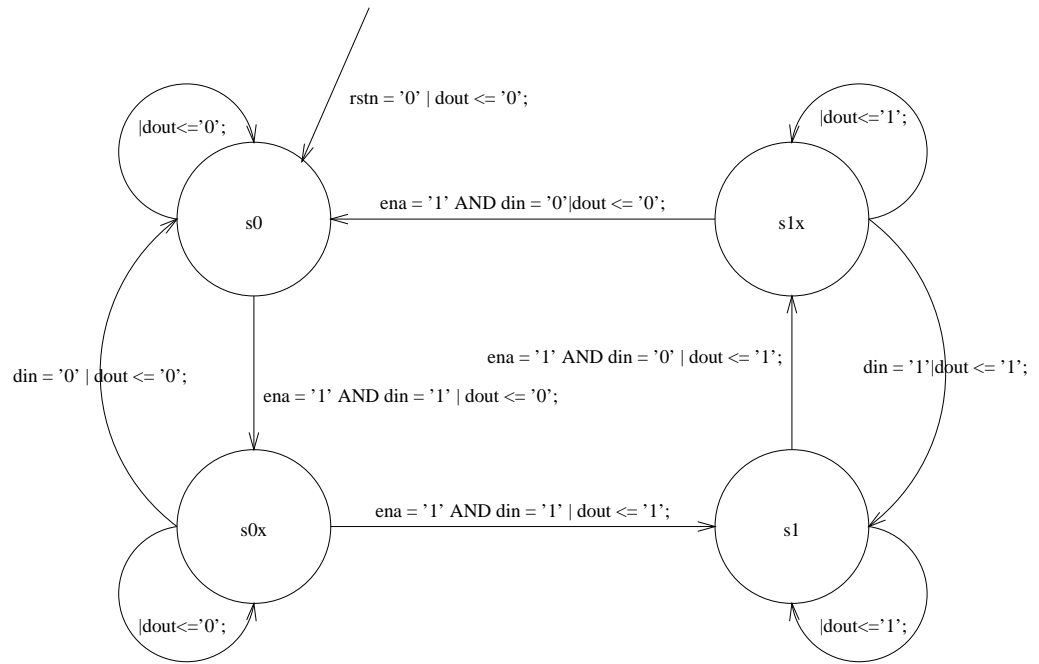 rstn = ’0’ | dout <= ’0’;
|dout<=’0’;
|dout<=’1’;
ena = ’1’ AND din = ’0’|dout <= ’0’;
s0
s1x
ena = ’1’ AND din = ’0’ | dout <= ’1’;
din = ’1’|dout <= ’1’;
din = ’0’ | dout <= ’0’;
ena = ’1’ AND din = ’1’ | dout <= ’0’;
ena = ’1’ AND din = ’1’ | dout <= ’1’;
s0x
s1
|dout<=’0’;
|dout<=’1’;